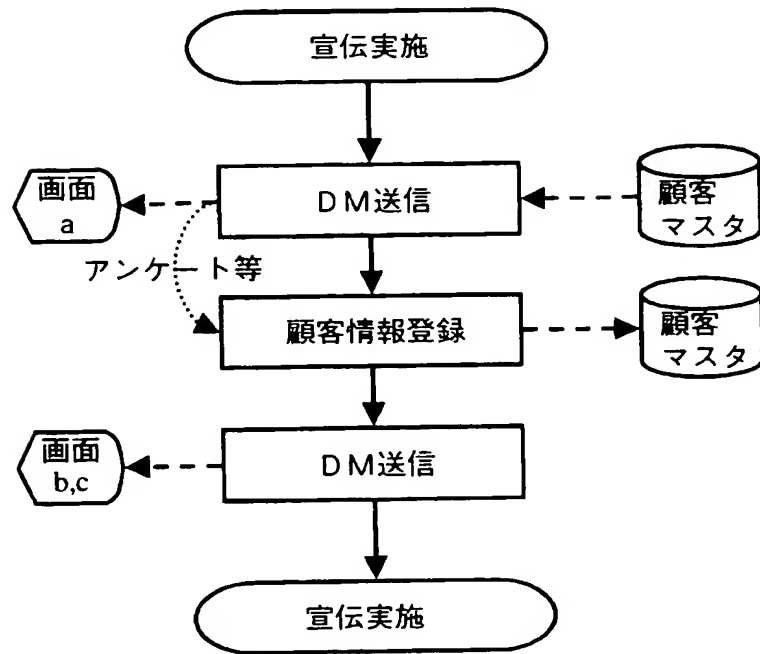 宣伝実施
画面
a
DM送信
顧客
マスタ
アンケート等
顧客情報登録
顧客
マスタ
画面
b,c
DM送信
宣伝実施